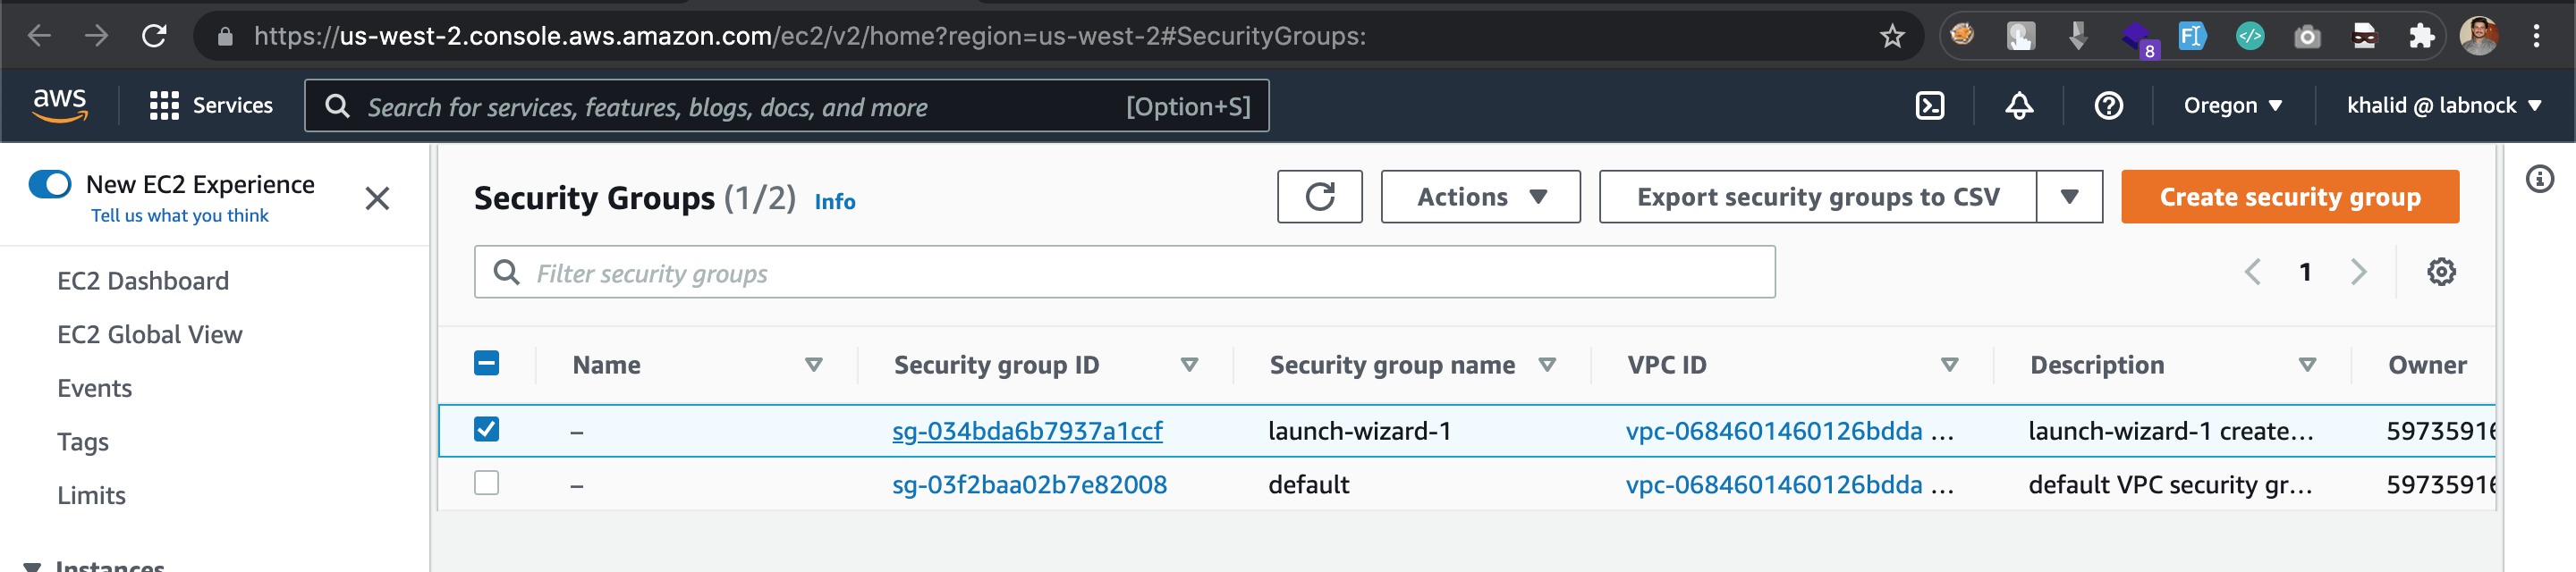 https://us-west-2.console.aws.amazon.com/ec2/v2/home?region=us-west-2#SecurityGroups:
8
aws
Services
Search for services, features, blogs, docs, and more
[Option+S]
Oregon
khalid @ labnock
New EC2 Experience
Tell us what you think
EC2 Dashboard
EC2 Global View
Events
Tags
Limits
Instances
Security Groups (1/2) Info
Actions
Export security groups to CSV
Create security group
Filter security groups
1
Name Security group ID Security group name VPC ID Description Owner
– sg-034bda6b7937a1ccf launch-wizard-1 vpc-0684601460126bdda ... launch-wizard-1 create... 5973591
– sg-03f2baa02b7e82008 default vpc-0684601460126bdda ... default VPC security gr... 5973591